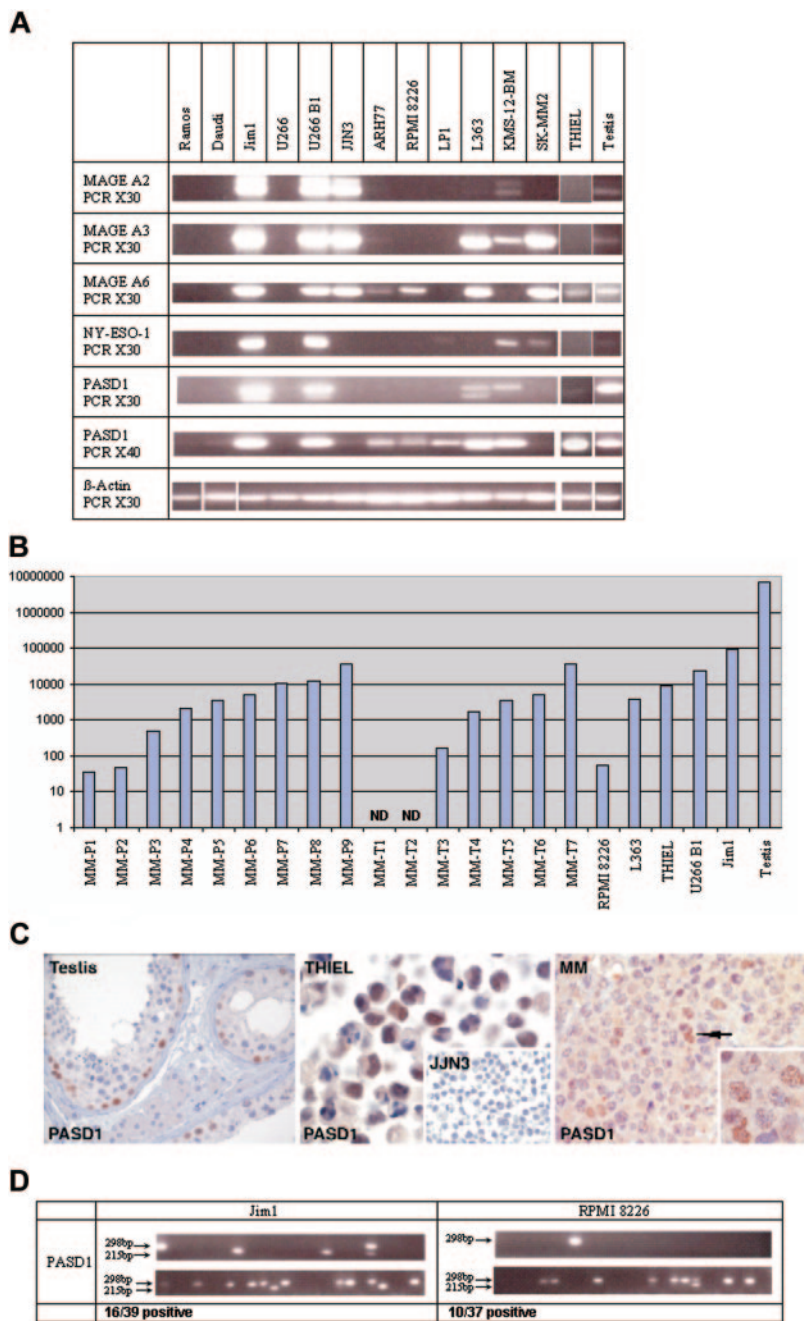 A
Ramos
Daudi
Jim1
U266
U266 B1
JJN3
ARH77
RPMI 8226
LP1
L363
KMS-12-BM
SK-MM2
THIEL
Testis
MAGE A2
PCR X30
MAGE A3
PCR X30
MAGE A6
PCR X30
NY-ESO-1
PCR X30
PASD1
PCR X30
PASD1
PCR X40
ß-Actin
PCR X30
B
10000000
1000000
100000
10000
1000
100
10
1
ND
ND
MM-P1
MM-P2
MM-P3
MM-P4
MM-P5
MM-P6
MM-P7
MM-P8
MM-P9
MM-T1
MM-T2
MM-T3
MM-T4
MM-T5
MM-T6
MM-T7
RPMI 8226
L363
THIEL
U266 B1
Jim1
Testis
C
Testis
PASD1
THIEL
PASD1
JJN3
MM
PASD1
D
Jim1
RPMI 8226
PASD1
298bp
215bp
298bp
298bp
215bp
298bp
215bp
16/39 positive
10/37 positive